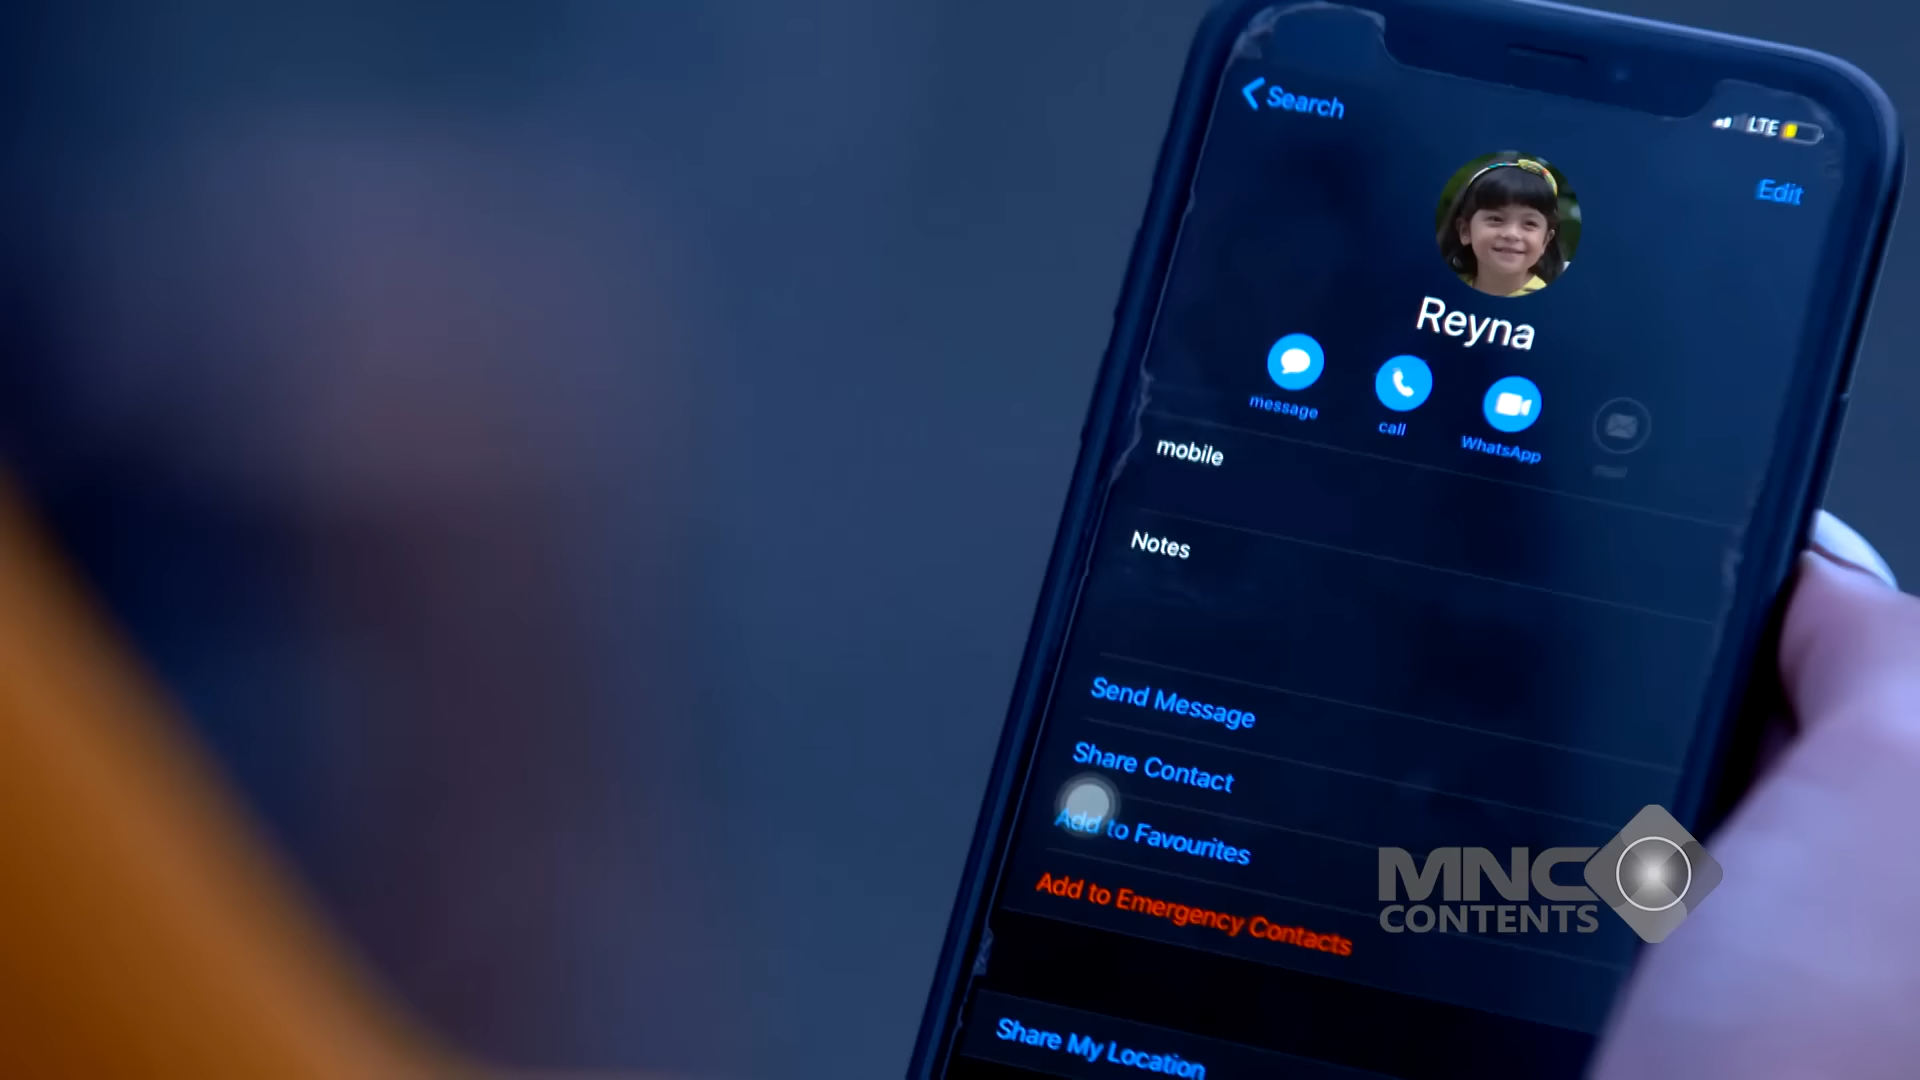 Search
LTE
Edit
Reyna
message
call
WhatsApp
mobile
Notes
Send Message
Share Contact
Add to Favourites
Add to Emergency Contacts
Share My Location
MNC
CONTENTS